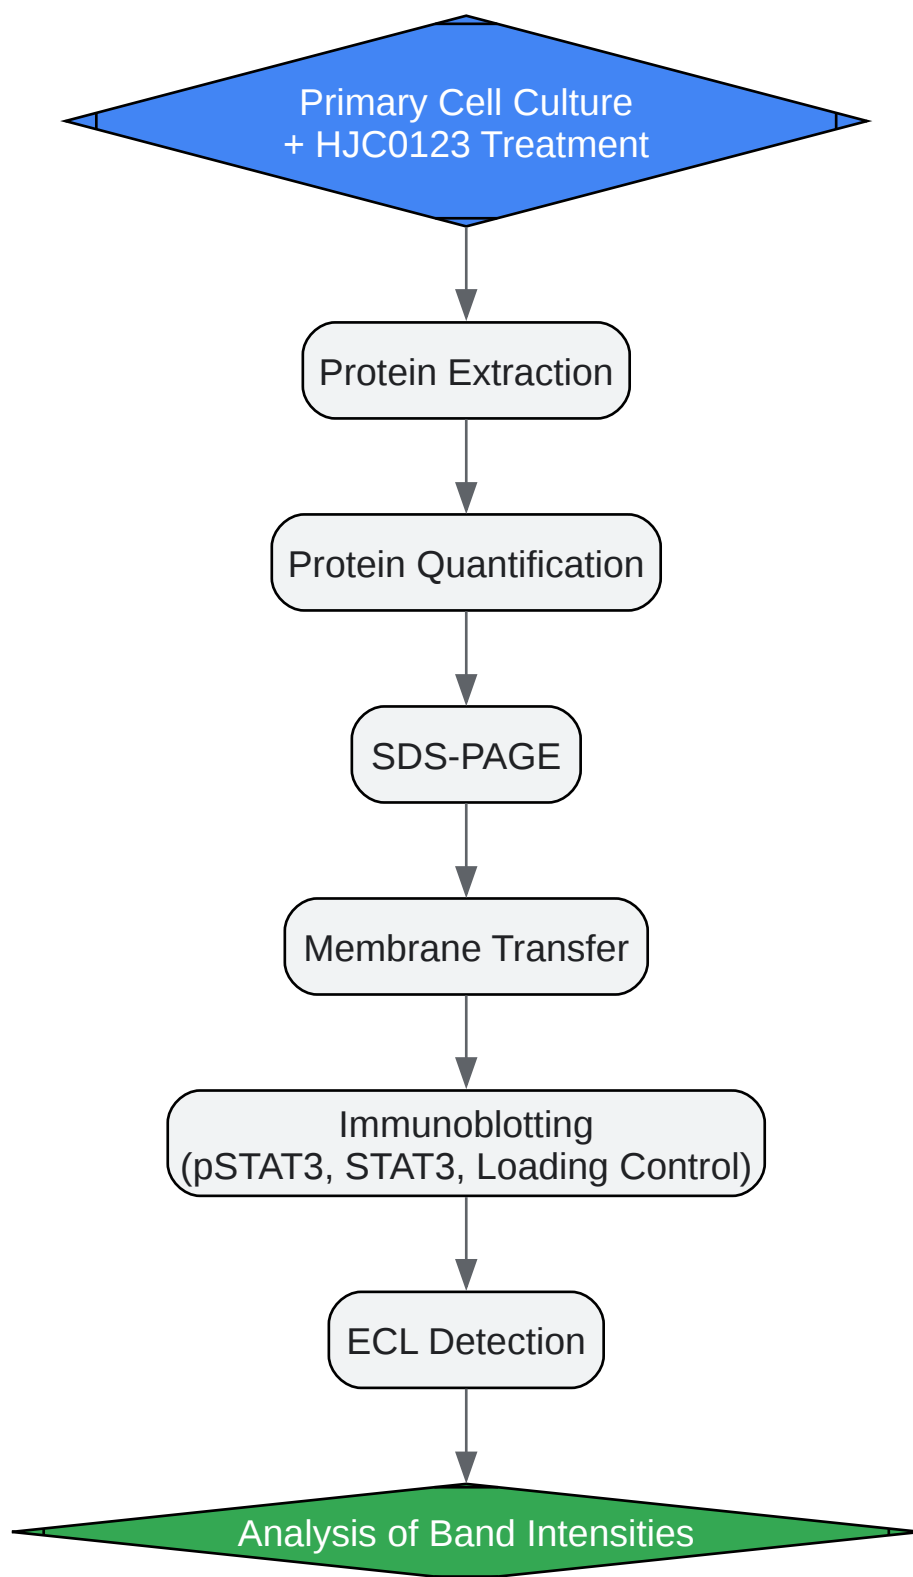 Primary Cell Culture
+ HJC0123 Treatment
Protein Extraction
Protein Quantification
SDS-PAGE
Membrane Transfer
Immunoblotting
(pSTAT3, STAT3, Loading Control)
ECL Detection
Analysis of Band Intensities